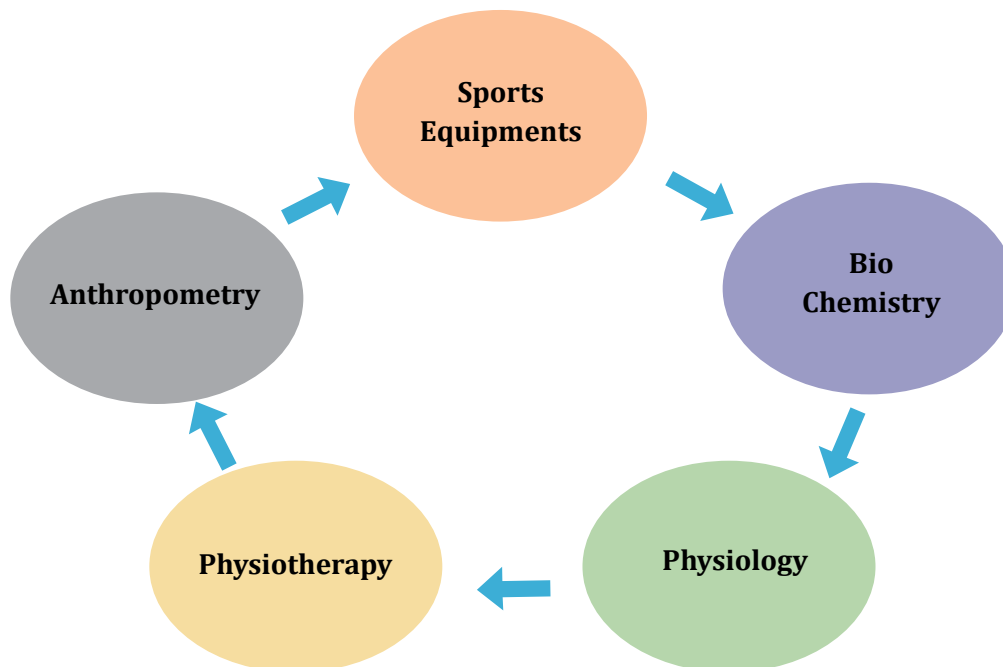 Sports
Equipments
Bio
Chemistry
Physiology
Physiotherapy
Anthropometry